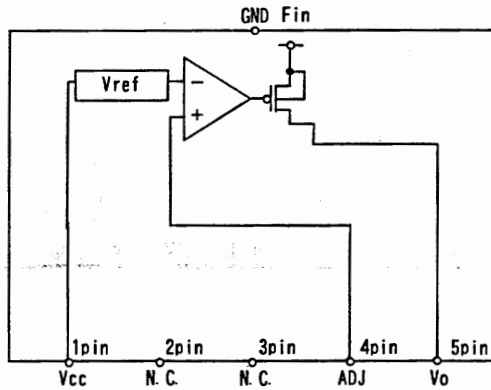 GND Fin
Vref
−
+
1pin 2pin 3pin 4pin 5pin
Vcc N.C. N.C. ADJ Vo